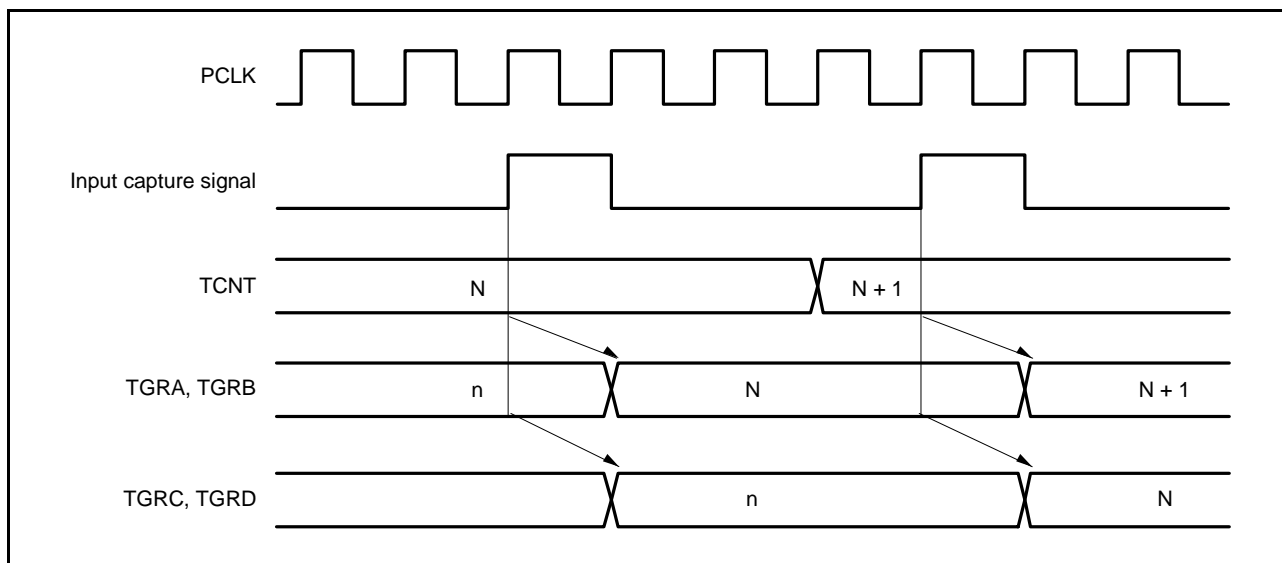 PCLK
Input capture signal
TCNT
N
N + 1
TGRA, TGRB
n
N
N + 1
TGRC, TGRD
n
N